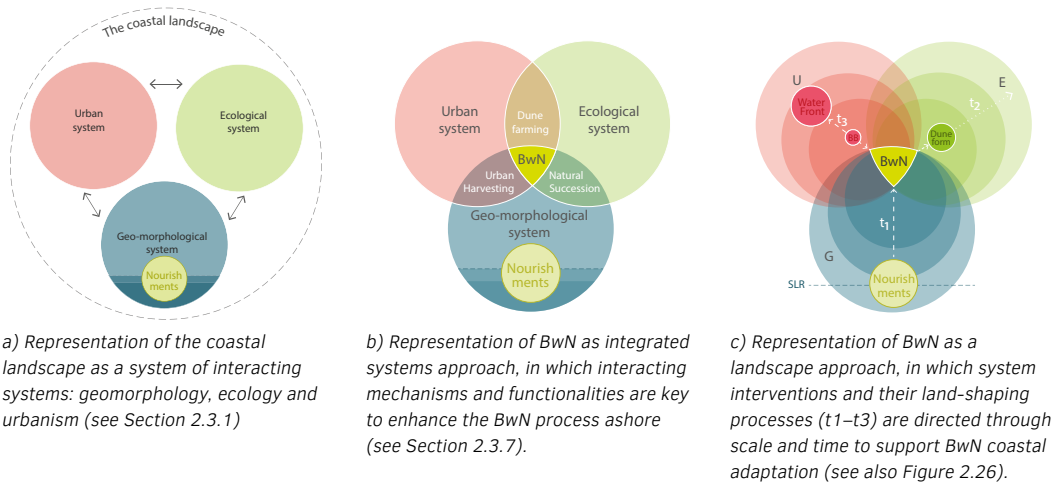 The coastal landscape
Urban
system
Ecological
system
Geo-morphological
system
Nourish
ments
a) Representation of the coastal
landscape as a system of interacting
systems: geomorphology, ecology and
urbanism (see Section 2.3.1)
Urban
system
Dune
farming
Ecological
system
BwN
Urban
Harvesting
Natural
Succession
Geo-morphological
system
Nourish
ments
b) Representation of BwN as integrated
systems approach, in which interacting
mechanisms and functionalities are key
to enhance the BwN process ashore
(see Section 2.3.7).
U
E
Water
Front
t2
t3
BB
Dune
form
BwN
t1
G
SLR
Nourish
ments
c) Representation of BwN as a
landscape approach, in which system
interventions and their land-shaping
processes (t1–t3) are directed through
scale and time to support BwN coastal
adaptation (see also Figure 2.26).